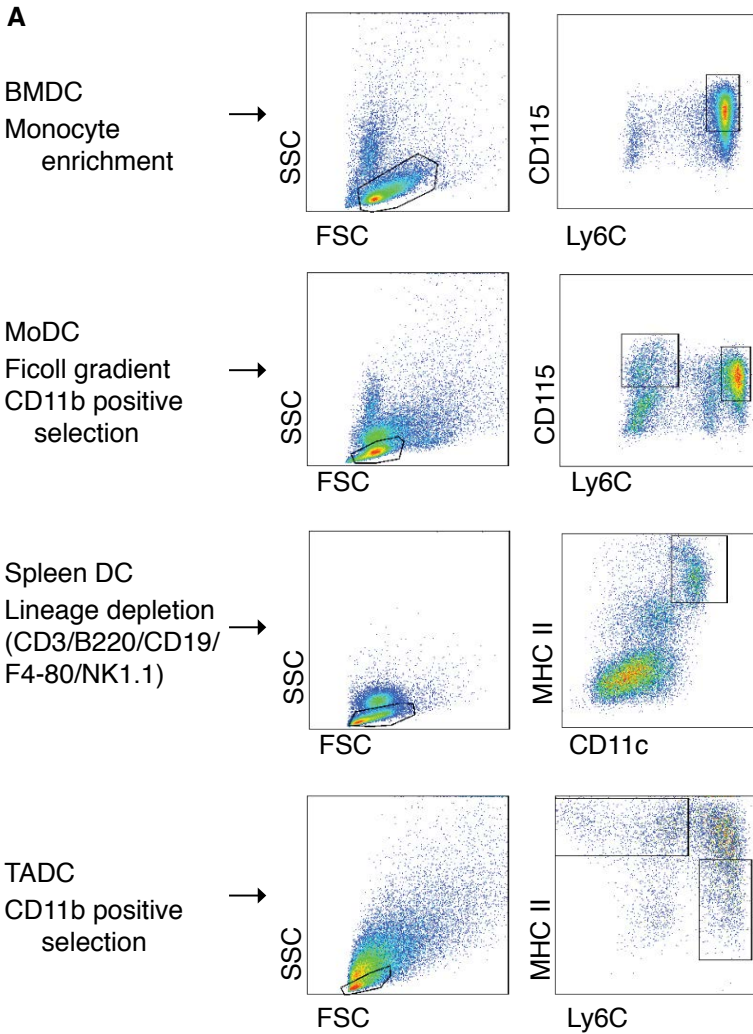 A
BMDC
Monocyte
enrichment
SSC
FSC
CD115
Ly6C
MoDC
Ficoll gradient
CD11b positive
selection
SSC
FSC
CD115
Ly6C
Spleen DC
Lineage depletion
(CD3/B220/CD19/
F4-80/NK1.1)
SSC
FSC
MHC II
CD11c
TADC
CD11b positive
selection
SSC
FSC
MHC II
Ly6C